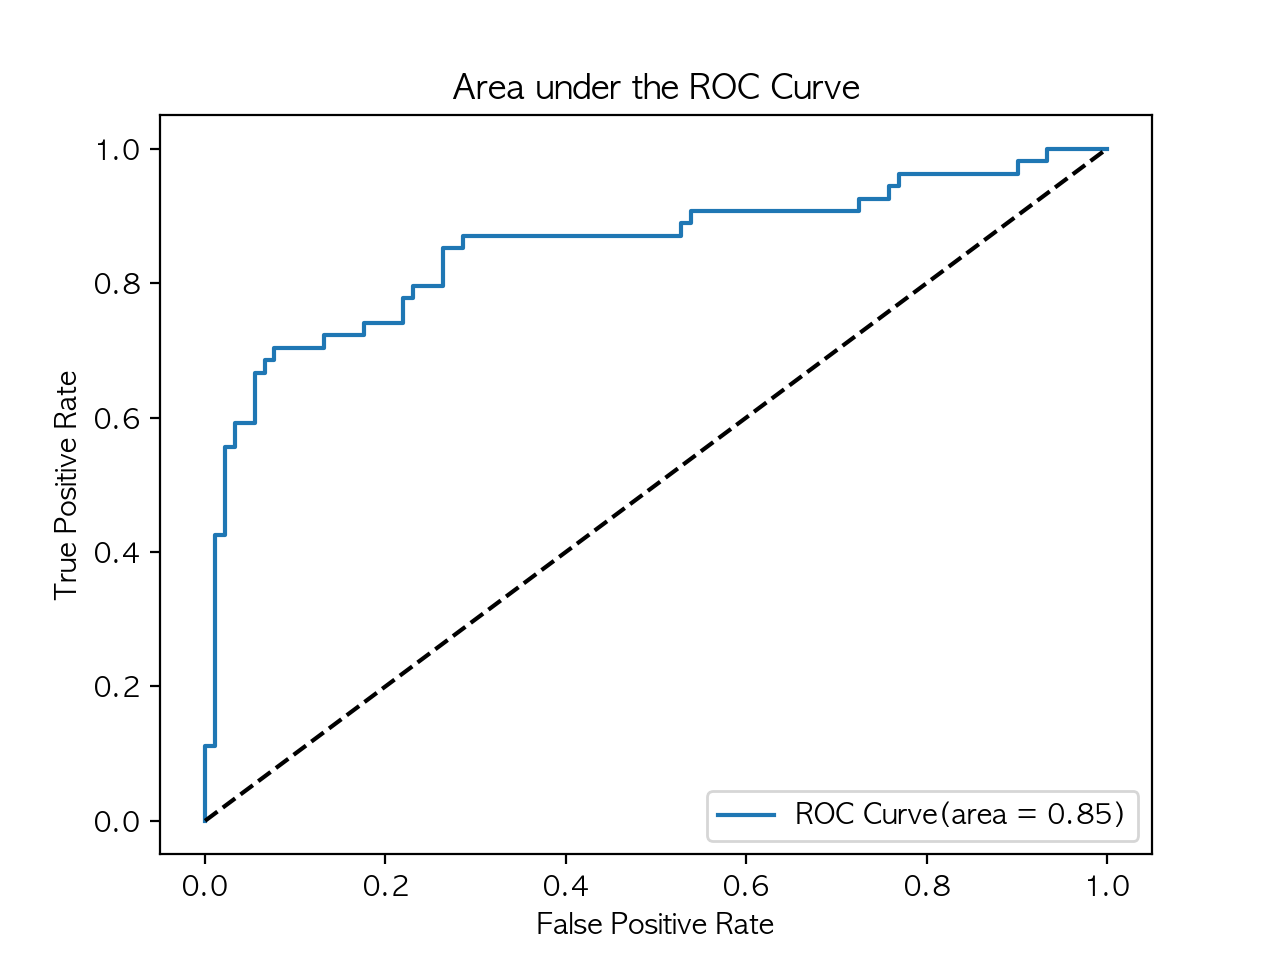 Area under the ROC Curve
True Positive Rate
1.0
0.8
0.6
0.4
0.2
0.0
ROC Curve(area = 0.85)
0.0 0.2 0.4 0.6 0.8 1.0
False Positive Rate